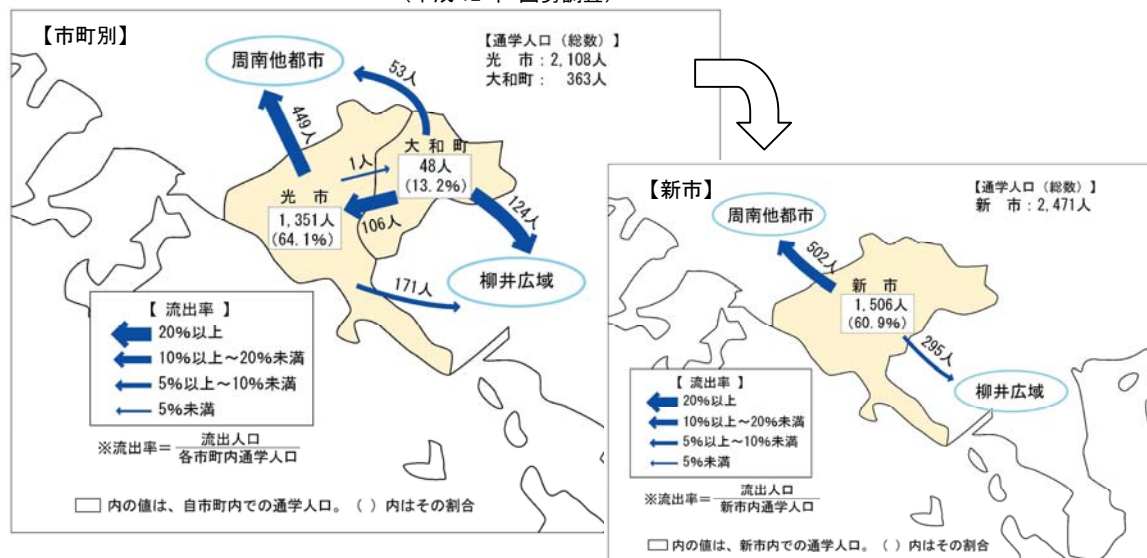 (平成 12 年 国勢調査)
【市町別】
【通学人口（総数）】
光 市：2,108人
大和町： 363人
周南他都市
53人
449人
大 和 町
48人
(13.2%)
1人
光 市
1,351人
(64.1%)
106人
124人
171人
柳井広域
【 流出率 】
20%以上
10%以上～20%未満
5%以上～10%未満
5%未満
※流出率＝流出人口
各市町内通学人口
内の値は、自市町内での通学人口。（ ）内はその割合
【新市】
【通学人口（総数）】
新 市：2,471人
周南他都市
502人
新 市
1,506人
(60.9%)
295人
柳井広域
【 流出率 】
20%以上
10%以上～20%未満
5%以上～10%未満
5%未満
※流出率＝流出人口
新市内通学人口
内の値は、新市内での通学人口。（ ）内はその割合